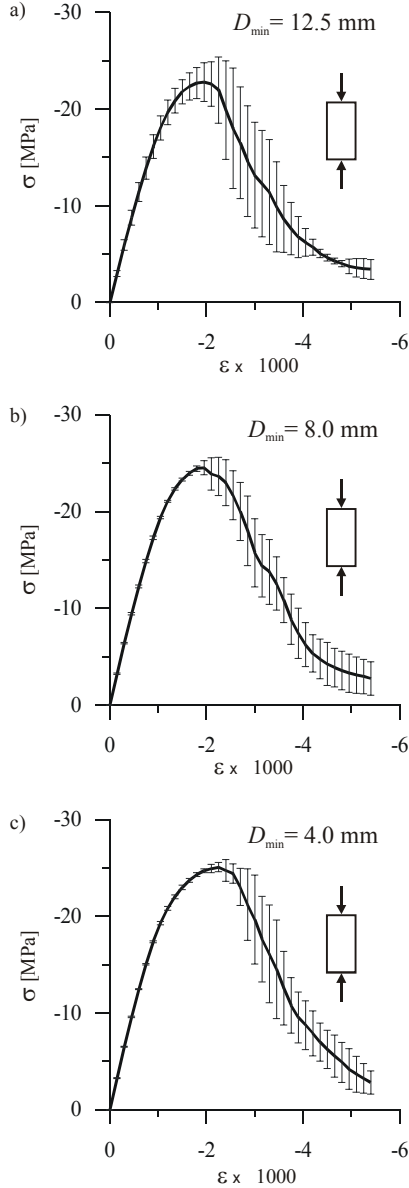 a)
D_min= 12.5 mm
-30
-20
-10
0
σ [MPa]
0
-2
-4
-6
ε x 1000
b)
D_min= 8.0 mm
-30
-20
-10
0
σ [MPa]
0
-2
-4
-6
ε x 1000
c)
D_min= 4.0 mm
-30
-20
-10
0
σ [MPa]
0
-2
-4
-6
ε x 1000